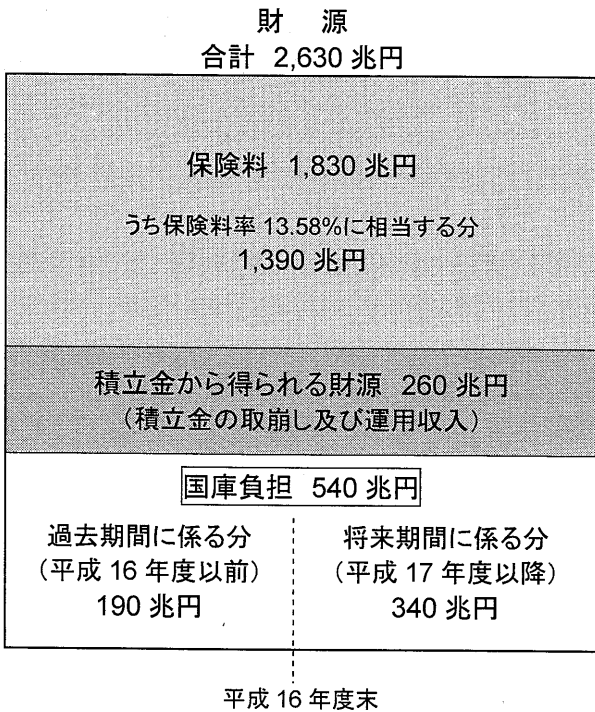 財 源
合計 2,630 兆円
保険料 1,830 兆円
うち保険料率 13.58%に相当する分
1,390 兆円
積立金から得られる財源 260 兆円
（積立金の取崩し及び運用収入）
国庫負担 540 兆円
過去期間に係る分
（平成 16 年度以前）
190 兆円
将来期間に係る分
（平成 17 年度以降）
340 兆円
平成 16 年度末